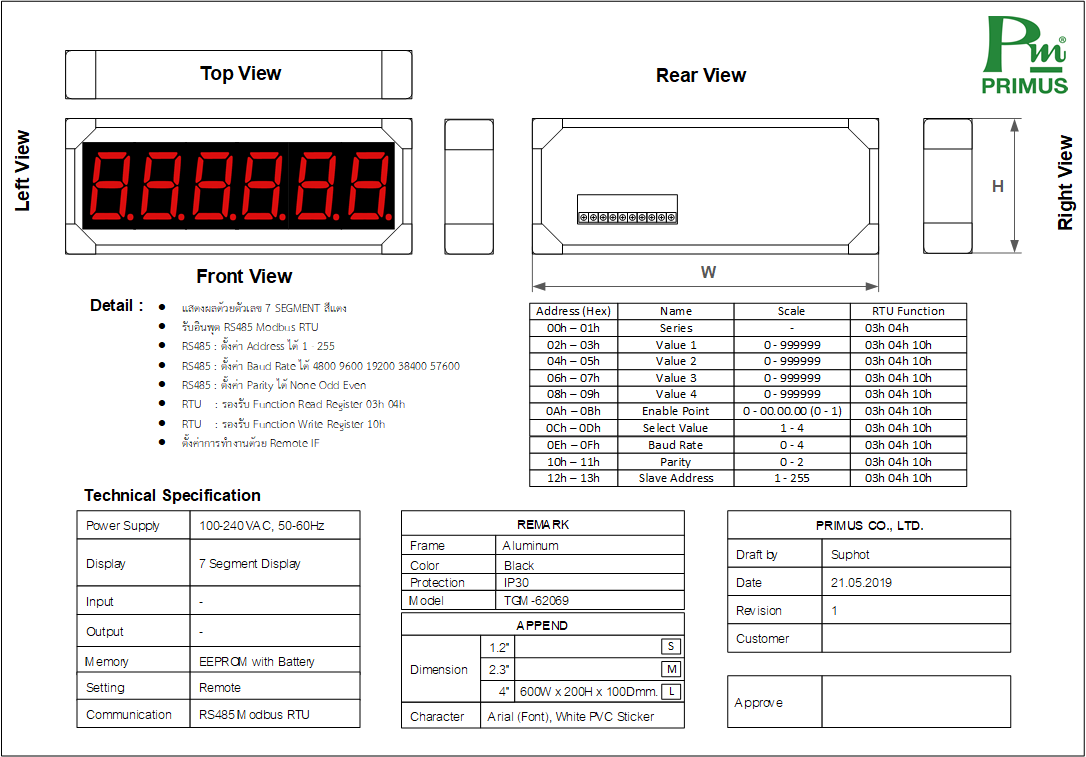 Pm®
PRIMUS
Top View
Rear View
Left View
Right View
H
W
Front View
Detail :
• แสดงผลด้วยตัวเลข 7 SEGMENT สีแดง
• รับอินพุต RS485 Modbus RTU
• RS485 : ตั้งค่า Address ได้ 1 - 255
• RS485 : ตั้งค่า Baud Rate ได้ 4800 9600 19200 38400 57600
• RS485 : ตั้งค่า Parity ได้ None Odd Even
• RTU : รองรับ Function Read Register 03h 04h
• RTU : รองรับ Function Write Register 10h
• ตั้งค่าการทำงานด้วย Remote IF
Address (Hex) Name Scale RTU Function
00h – 01h Series - 03h 04h
02h – 03h Value 1 0 - 999999 03h 04h 10h
04h – 05h Value 2 0 - 999999 03h 04h 10h
06h – 07h Value 3 0 - 999999 03h 04h 10h
08h – 09h Value 4 0 - 999999 03h 04h 10h
0Ah – 0Bh Enable Point 0 - 00.00.00 (0 - 1) 03h 04h 10h
0Ch – 0Dh Select Value 1 - 4 03h 04h 10h
0Eh – 0Fh Baud Rate 0 - 4 03h 04h 10h
10h – 11h Parity 0 - 2 03h 04h 10h
12h – 13h Slave Address 1 - 255 03h 04h 10h
Technical Specification
Power Supply 100-240 VAC, 50-60Hz
Display 7 Segment Display
Input -
Output -
Memory EEPROM with Battery
Setting Remote
Communication RS485 Modbus RTU
REMARK
Frame Aluminum
Color Black
Protection IP30
Model TGM-62069
APPEND
Dimension
1.2" S
2.3" M
4" 600W x 200H x 100Dmm. L
Character Arial (Font), White PVC Sticker
PRIMUS CO., LTD.
Draft by Suphot
Date 21.05.2019
Revision 1
Customer
Approve
8.8.8.8.8.8.